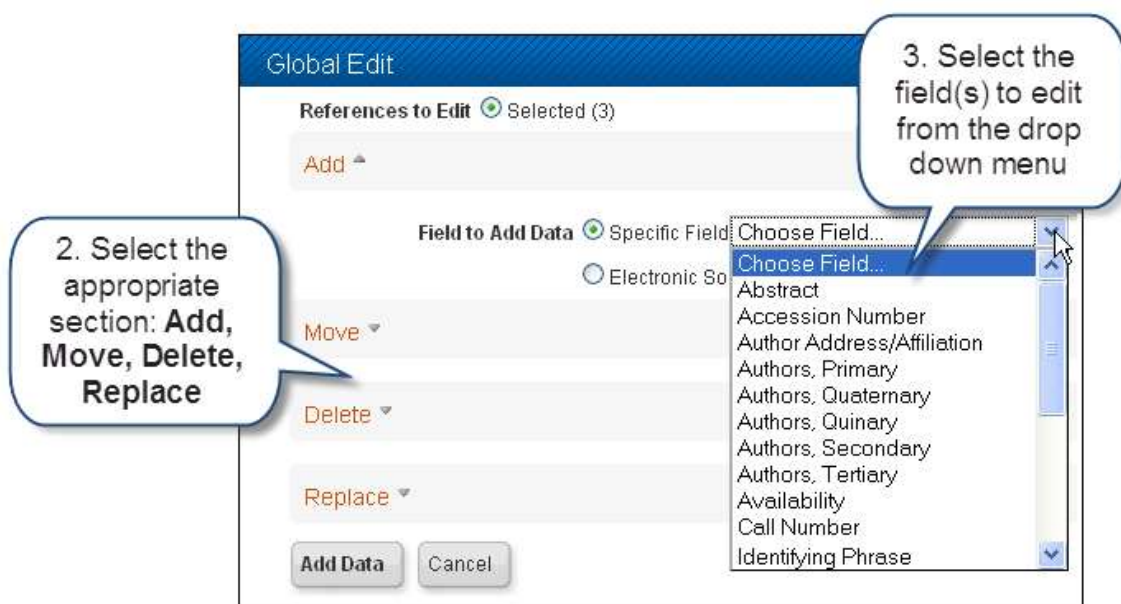 Global Edit
References to Edit Selected (3)
Add
Field to Add Data Specific Field
Choose Field...
Electronic So
Choose Field...
Abstract
Accession Number
Author Address/Affiliation
Authors, Primary
Authors, Quaternary
Authors, Quinary
Authors, Secondary
Authors, Tertiary
Availability
Call Number
Identifying Phrase
Move
Delete
Replace
Add Data
Cancel
2. Select the
appropriate
section: Add,
Move, Delete,
Replace
3. Select the
field(s) to edit
from the drop
down menu